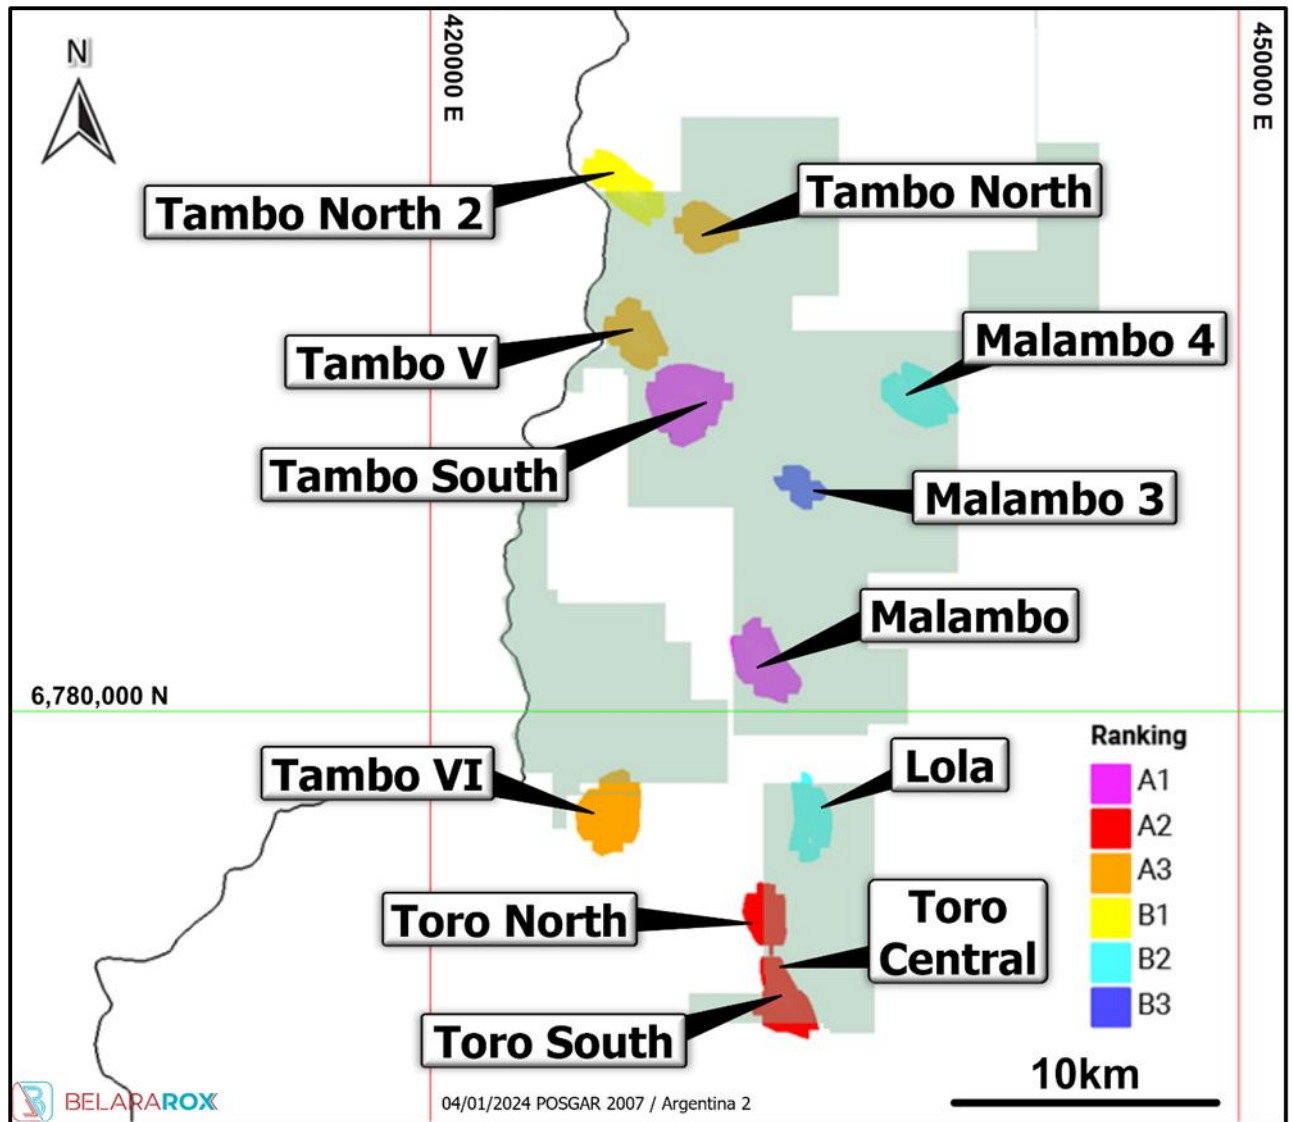 N
420000 E
450000 E
Tambo North 2
Tambo North
Tambo V
Malambo 4
Tambo South
Malambo 3
Malambo
6,780,000 N
Tambo VI
Lola
Toro North
Toro
Central
Toro South
Ranking
A1
A2
A3
B1
B2
B3
10km
BELARAROX
04/01/2024 POSGAR 2007 / Argentina 2